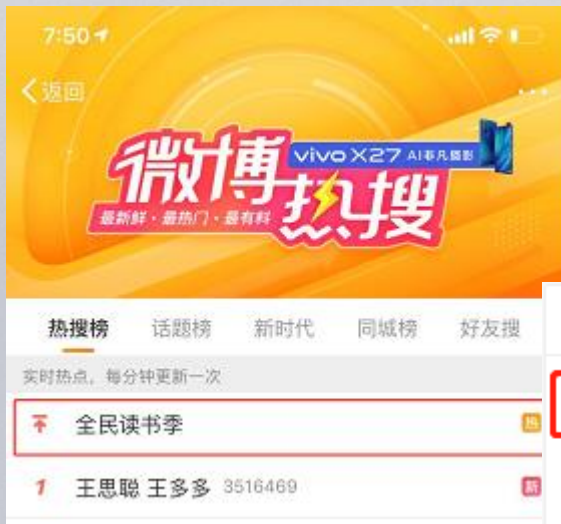 7:50
返回
vivo X27 AI非凡摄影
微博热搜
最新鲜·最热门·最有料
热搜榜 话题榜 新时代 同城榜 好友搜
实时热点，每分钟更新一次
全民读书季 热
1 王思聪 王多多 3516469 新